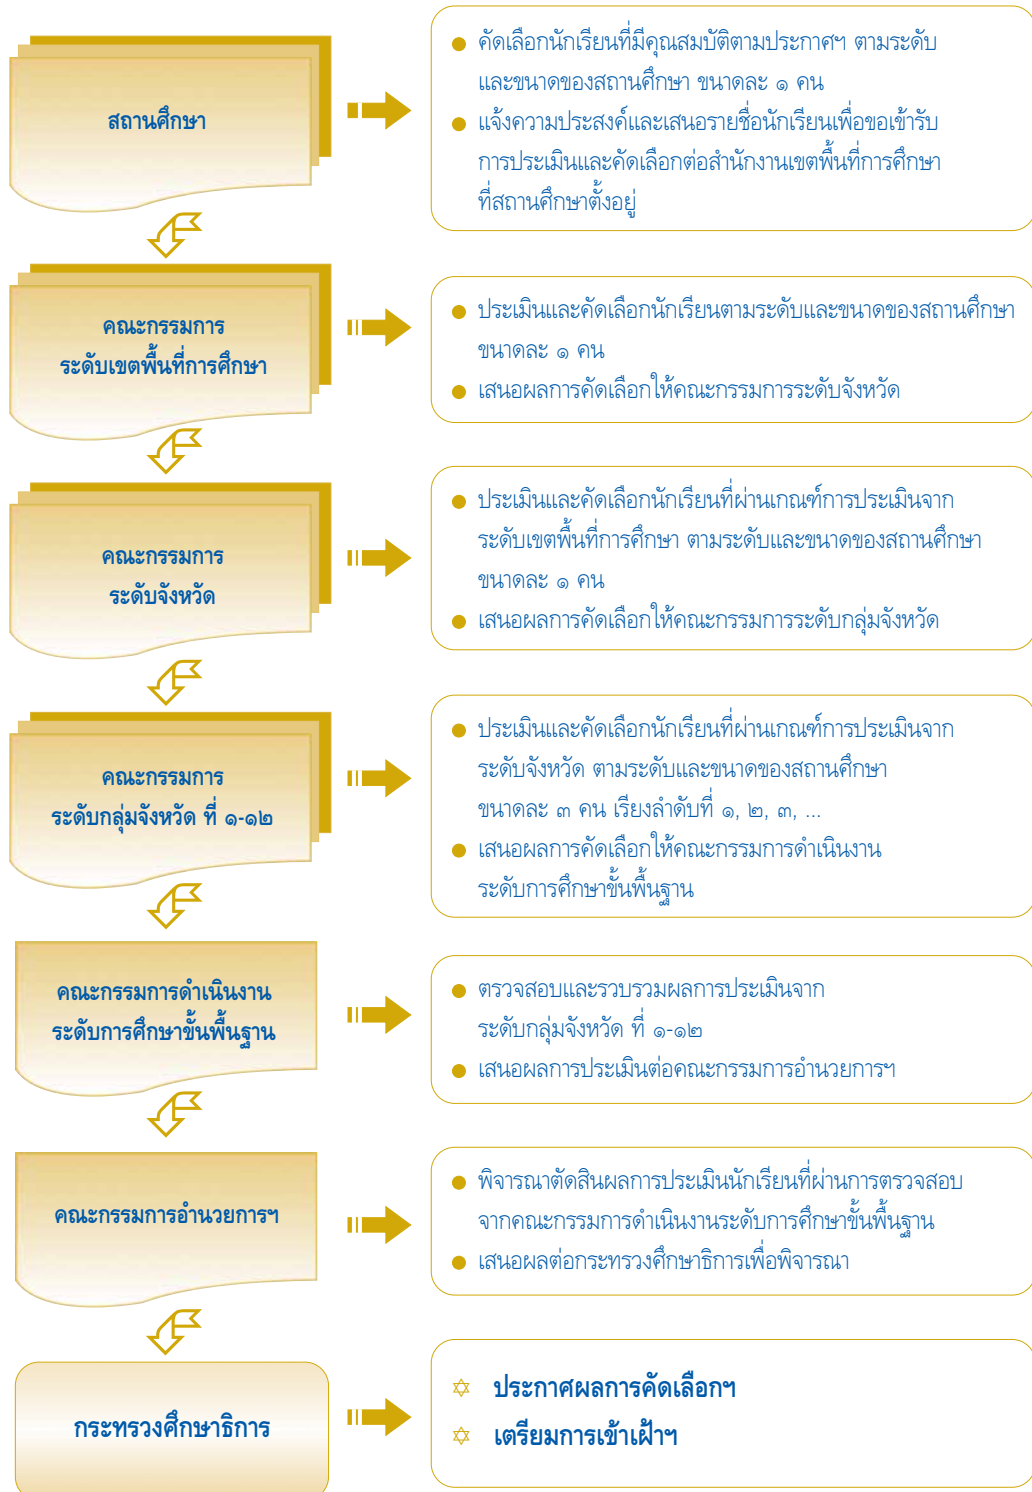 สถานศึกษา
● คัดเลือกนักเรียนที่มีคุณสมบัติตามประกาศฯ ตามระดับ
และขนาดของสถานศึกษา ขนาดละ ๑ คน
● แจ้งความประสงค์และเสนอรายชื่อนักเรียนเพื่อขอเข้ารับ
การประเมินและคัดเลือกต่อสำนักงานเขตพื้นที่การศึกษา
ที่สถานศึกษาตั้งอยู่
คณะกรรมการ
ระดับเขตพื้นที่การศึกษา
● ประเมินและคัดเลือกนักเรียนตามระดับและขนาดของสถานศึกษา
ขนาดละ ๑ คน
● เสนอผลการคัดเลือกให้คณะกรรมการระดับจังหวัด
คณะกรรมการ
ระดับจังหวัด
● ประเมินและคัดเลือกนักเรียนที่ผ่านเกณฑ์การประเมินจาก
ระดับเขตพื้นที่การศึกษา ตามระดับและขนาดของสถานศึกษา
ขนาดละ ๑ คน
● เสนอผลการคัดเลือกให้คณะกรรมการระดับกลุ่มจังหวัด
คณะกรรมการ
ระดับกลุ่มจังหวัด ที่ ๑-๑๒
● ประเมินและคัดเลือกนักเรียนที่ผ่านเกณฑ์การประเมินจาก
ระดับจังหวัด ตามระดับและขนาดของสถานศึกษา
ขนาดละ ๓ คน เรียงลำดับที่ ๑, ๒, ๓, ...
● เสนอผลการคัดเลือกให้คณะกรรมการดำเนินงาน
ระดับการศึกษาขั้นพื้นฐาน
คณะกรรมการดำเนินงาน
ระดับการศึกษาขั้นพื้นฐาน
● ตรวจสอบและรวบรวมผลการประเมินจาก
ระดับกลุ่มจังหวัด ที่ ๑-๑๒
● เสนอผลการประเมินต่อคณะกรรมการอำนวยการฯ
คณะกรรมการอำนวยการฯ
● พิจารณาตัดสินผลการประเมินนักเรียนที่ผ่านการตรวจสอบ
จากคณะกรรมการดำเนินงานระดับการศึกษาขั้นพื้นฐาน
● เสนอผลต่อกระทรวงศึกษาธิการเพื่อพิจารณา
กระทรวงศึกษาธิการ
✡ ประกาศผลการคัดเลือกฯ
✡ เตรียมการเข้าเฝ้าฯ